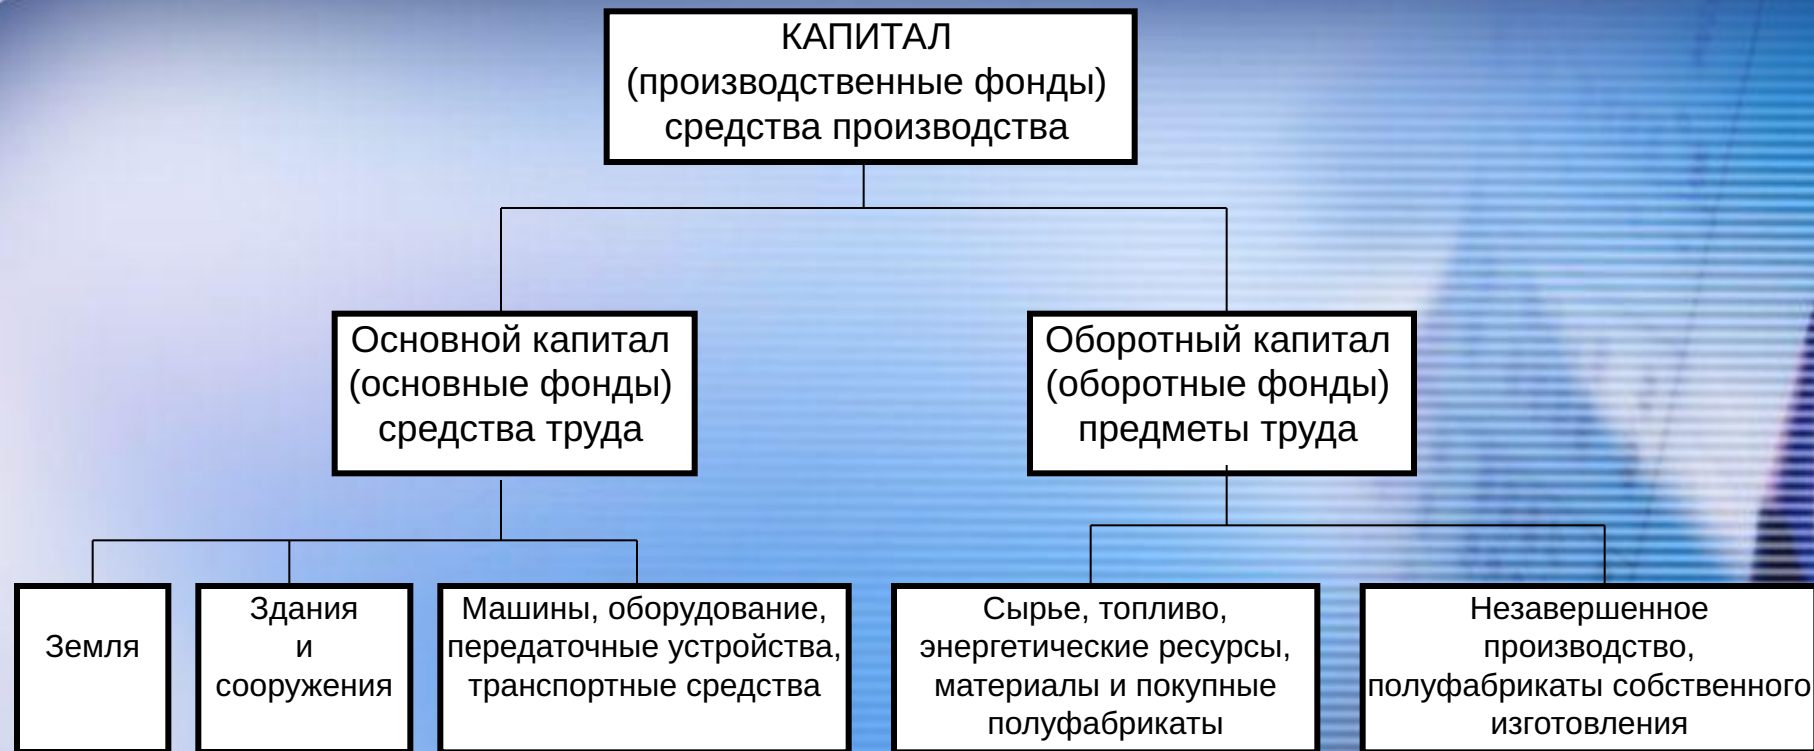 КАПИТАЛ
(производственные фонды)
средства производства
Основной капитал
(основные фонды)
средства труда
Оборотный капитал
(оборотные фонды)
предметы труда
Земля
Здания
и
сооружения
Машины, оборудование,
передаточные устройства,
транспортные средства
Сырье, топливо,
энергетические ресурсы,
материалы и покупные
полуфабрикаты
Незавершенное
производство,
полуфабрикаты собственного
изготовления